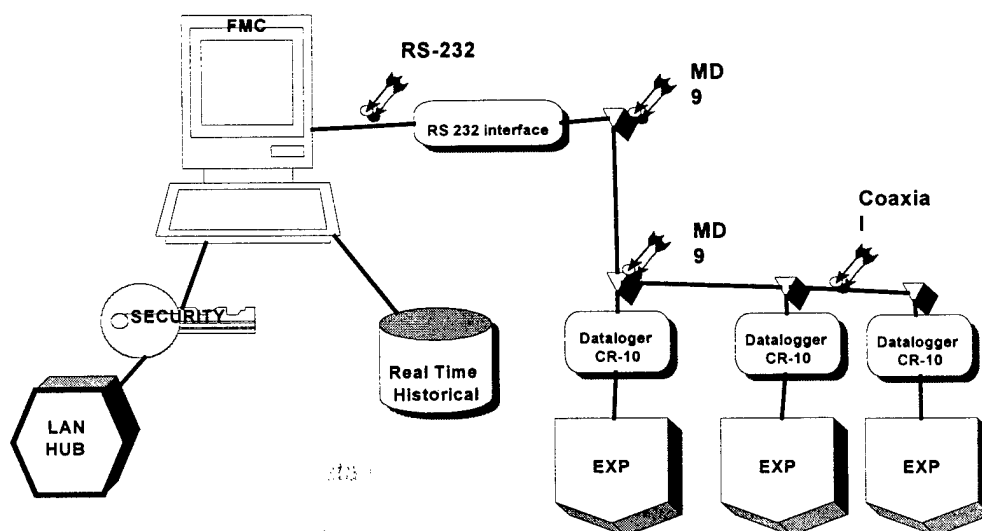 FMC
RS-232
RS 232 interface
MD
9
MD
9
Coaxia
l
SECURITY
LAN
HUB
Real Time
Historical
Dataloger
CR-10
Datalogger
CR-10
Datalogger
CR-10
EXP
EXP
EXP